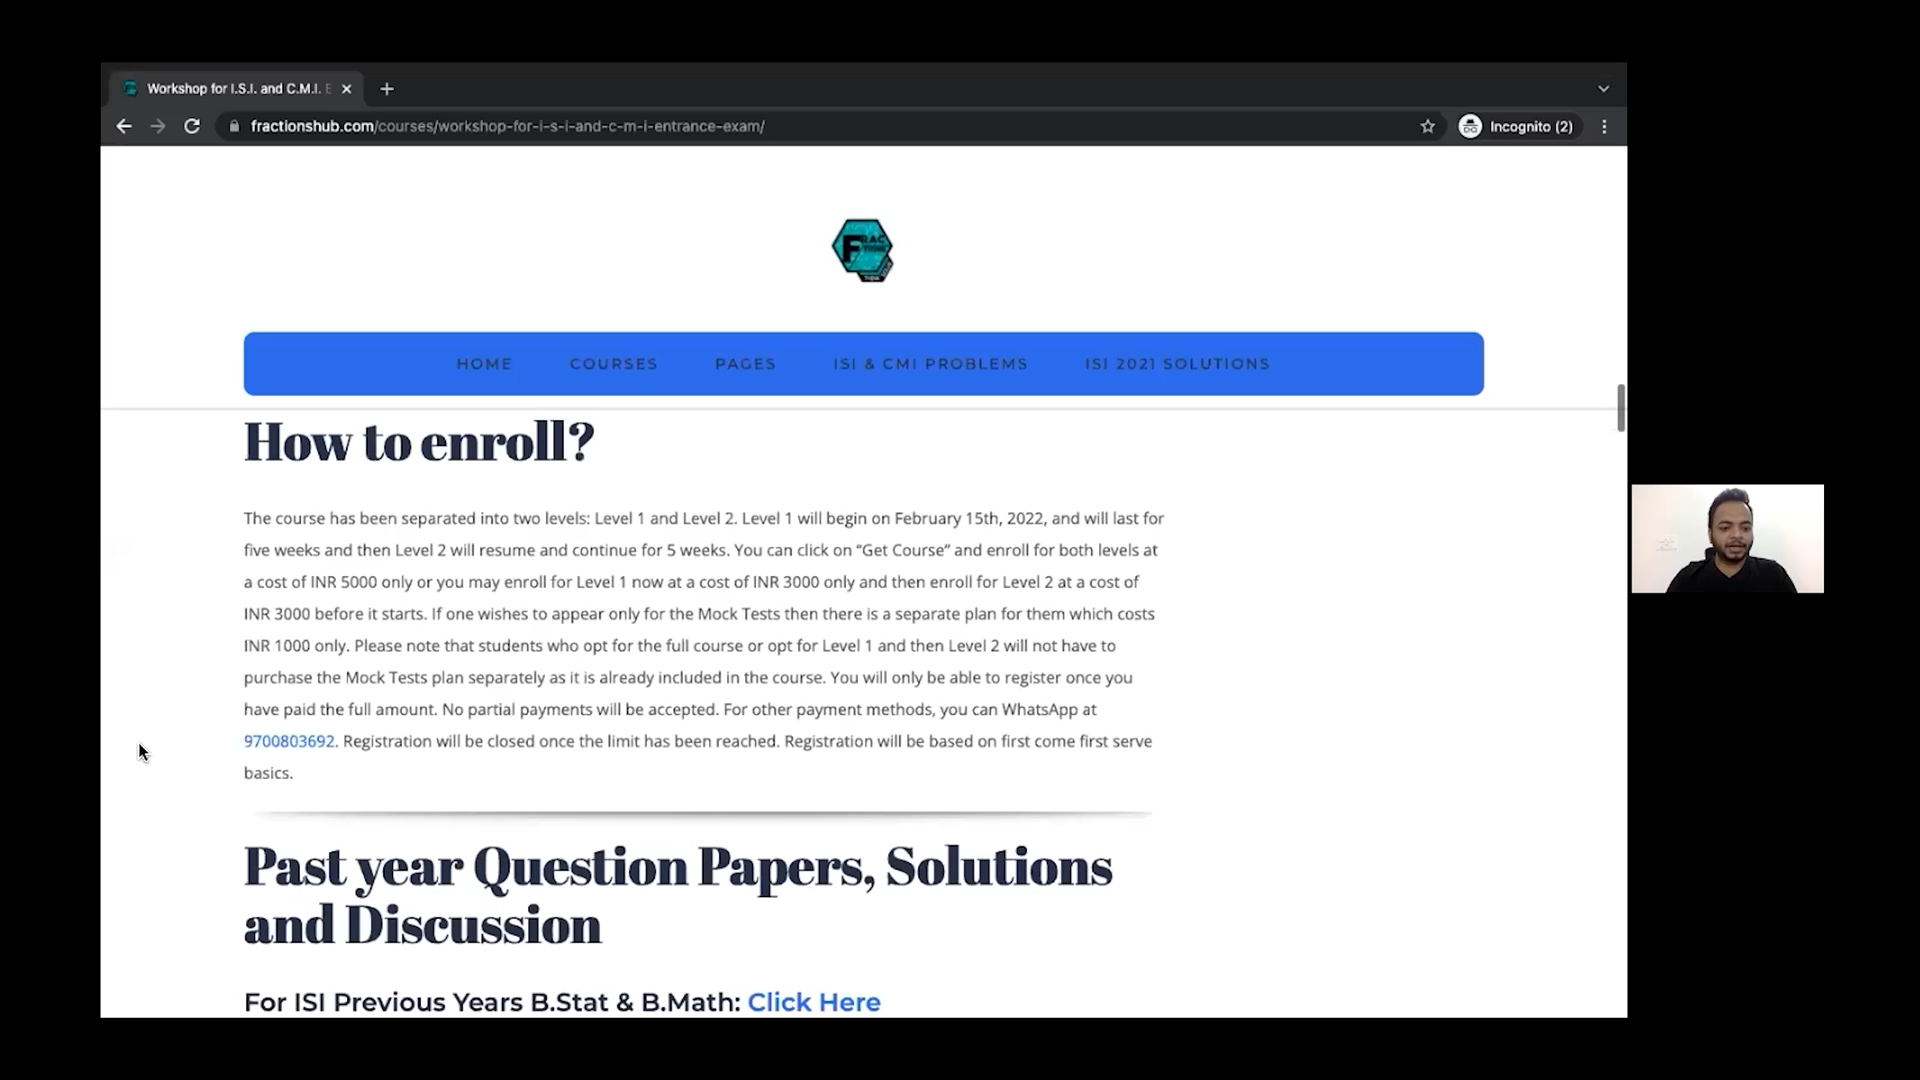 Workshop for I.S.I. and C.M.I. E
fractionshub.com/courses/workshop-for-i-s-i-and-c-m-i-entrance-exam/
Incognito (2)
HOME COURSES PAGES ISI & CMI PROBLEMS ISI 2021 SOLUTIONS
How to enroll?
The course has been separated into two levels: Level 1 and Level 2. Level 1 will begin on February 15th, 2022, and will last for
five weeks and then Level 2 will resume and continue for 5 weeks. You can click on “Get Course” and enroll for both levels at
a cost of INR 5000 only or you may enroll for Level 1 now at a cost of INR 3000 only and then enroll for Level 2 at a cost of
INR 3000 before it starts. If one wishes to appear only for the Mock Tests then there is a separate plan for them which costs
INR 1000 only. Please note that students who opt for the full course or opt for Level 1 and then Level 2 will not have to
purchase the Mock Tests plan separately as it is already included in the course. You will only be able to register once you
have paid the full amount. No partial payments will be accepted. For other payment methods, you can WhatsApp at
9700803692. Registration will be closed once the limit has been reached. Registration will be based on first come first serve
basics.
Past year Question Papers, Solutions
and Discussion
For ISI Previous Years B.Stat & B.Math: Click Here